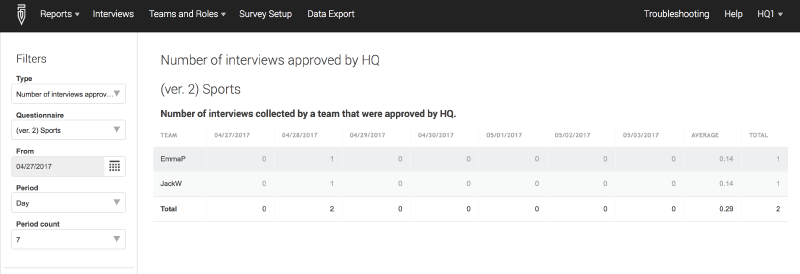 Reports Interviews Teams and Roles Survey Setup Data Export Troubleshooting Help HQ1
Filters
Type
Number of interviews approv...
Questionnaire
(ver. 2) Sports
From
04/27/2017
Period
Day
Period count
7
Number of interviews approved by HQ
(ver. 2) Sports
Number of interviews collected by a team that were approved by HQ.
TEAM 04/27/2017 04/28/2017 04/29/2017 04/30/2017 05/01/2017 05/02/2017 05/03/2017 AVERAGE TOTAL
EmmaP 0 1 0 0 0 0 0 0.14 1
JackW 0 1 0 0 0 0 0 0.14 1
Total 0 2 0 0 0 0 0 0.29 2